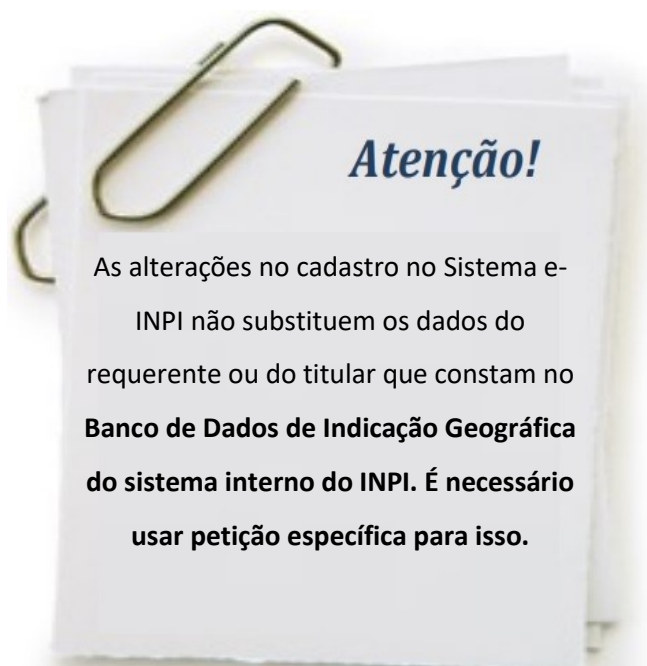 Atenção!
As alterações no cadastro no Sistema e-
INPI não substituem os dados do
requerente ou do titular que constam no
Banco de Dados de Indicação Geográfica
do sistema interno do INPI. É necessário
usar petição específica para isso.